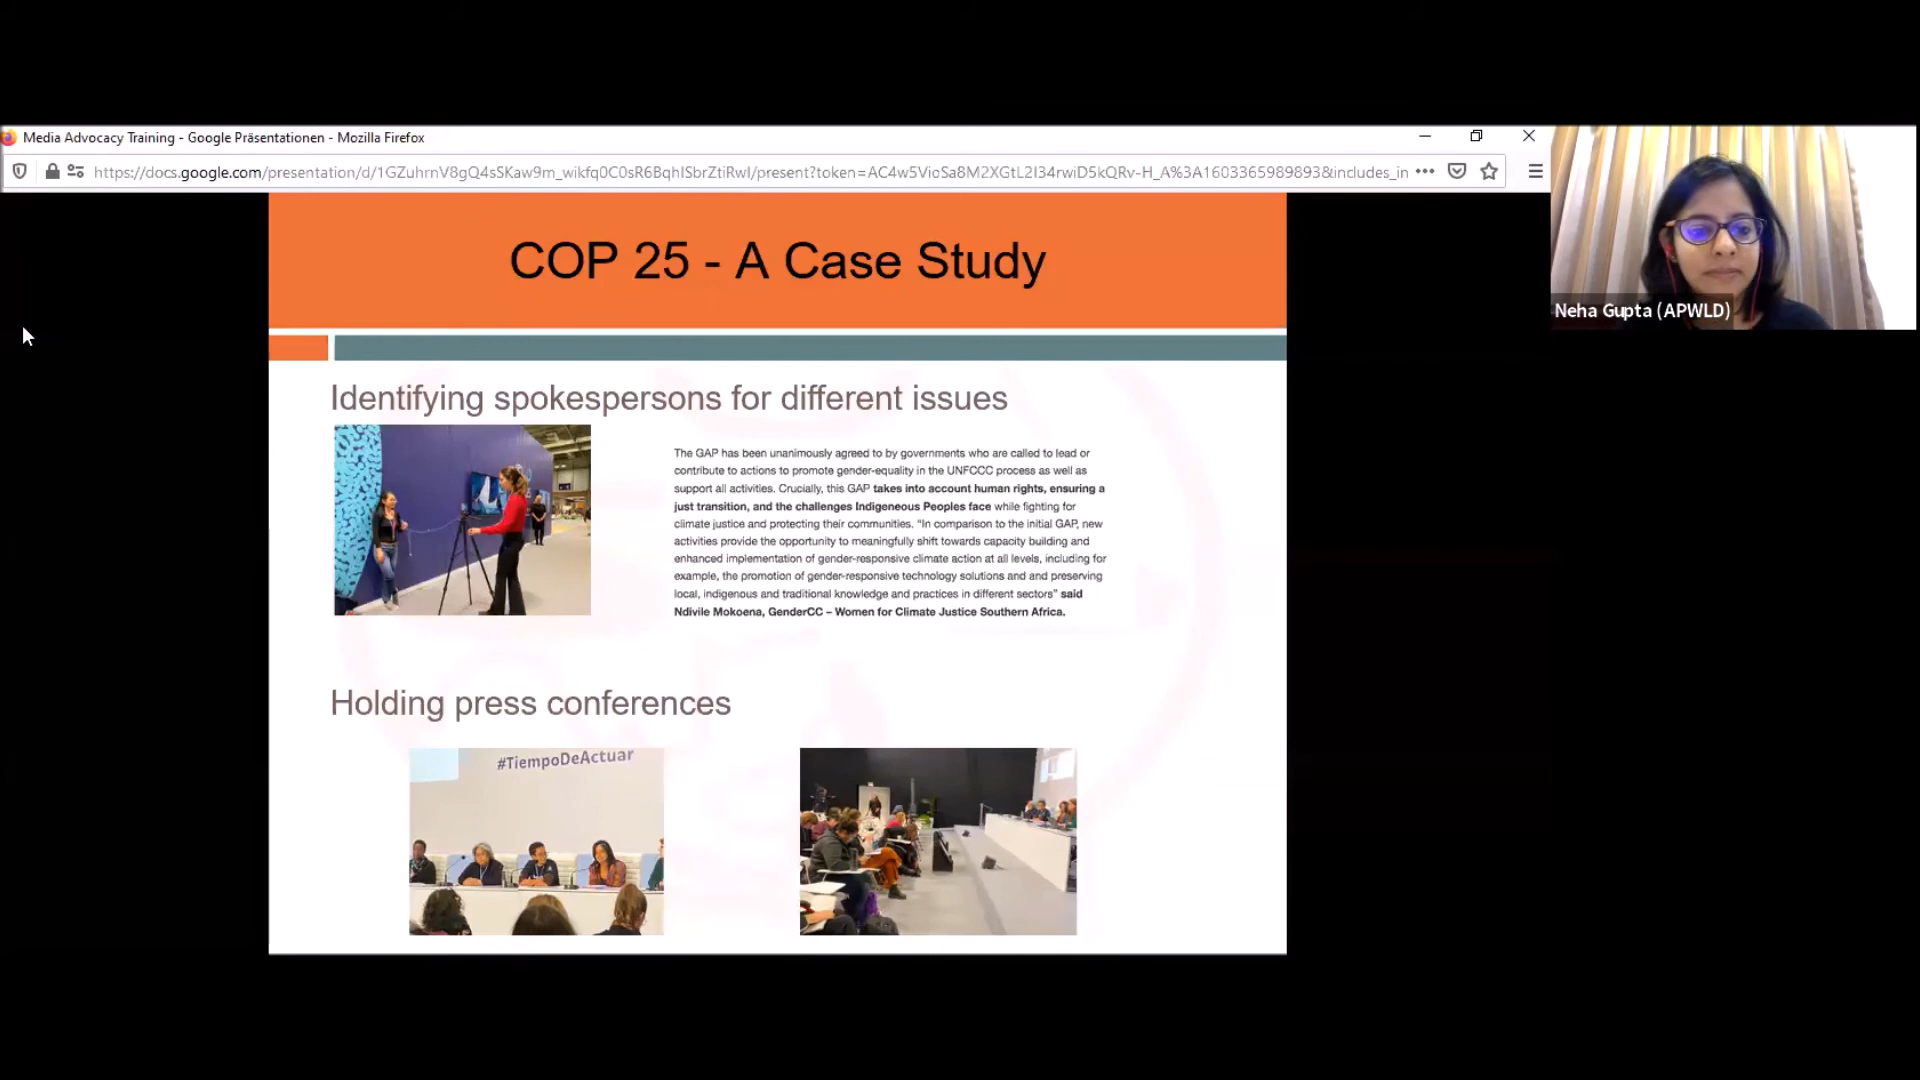 Media Advocacy Training - Google Präsentationen - Mozilla Firefox
https://docs.google.com/presentation/d/1GZuhrnV8gQ4sSKaw9m_wikfq0C0sR6BqhISbrZtiRwI/present?token=AC4w5VioSa8M2XGtL2I34rwiD5kQRv-H_A%3A1603365989893&includes_in
Neha Gupta (APWLD)
COP 25 - A Case Study
Identifying spokespersons for different issues
The GAP has been unanimously agreed to by governments who are called to lead or
contribute to actions to promote gender-equality in the UNFCCC process as well as
support all activities. Crucially, this GAP takes into account human rights, ensuring a
just transition, and the challenges Indigeneous Peoples face while fighting for
climate justice and protecting their communities. “In comparison to the initial GAP, new
activities provide the opportunity to meaningfully shift towards capacity building and
enhanced implementation of gender-responsive climate action at all levels, including for
example, the promotion of gender-responsive technology solutions and and preserving
local, indigenous and traditional knowledge and practices in different sectors” said
Ndivile Mokoena, GenderCC – Women for Climate Justice Southern Africa.
Holding press conferences
#TiempoDeActuar